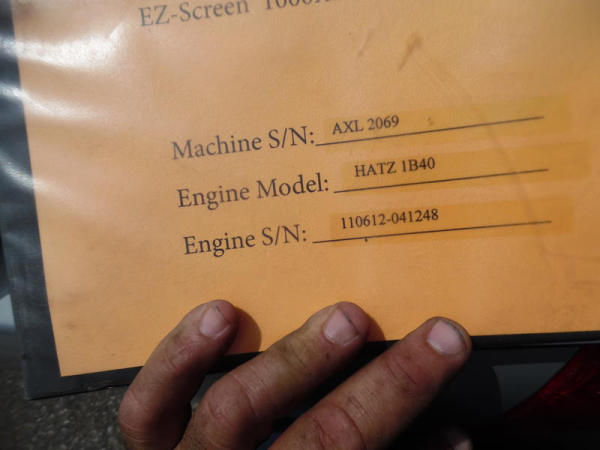 EZ-Screen
Machine S/N: AXL 2069
Engine Model: HATZ 1B40
Engine S/N: 110612-041248